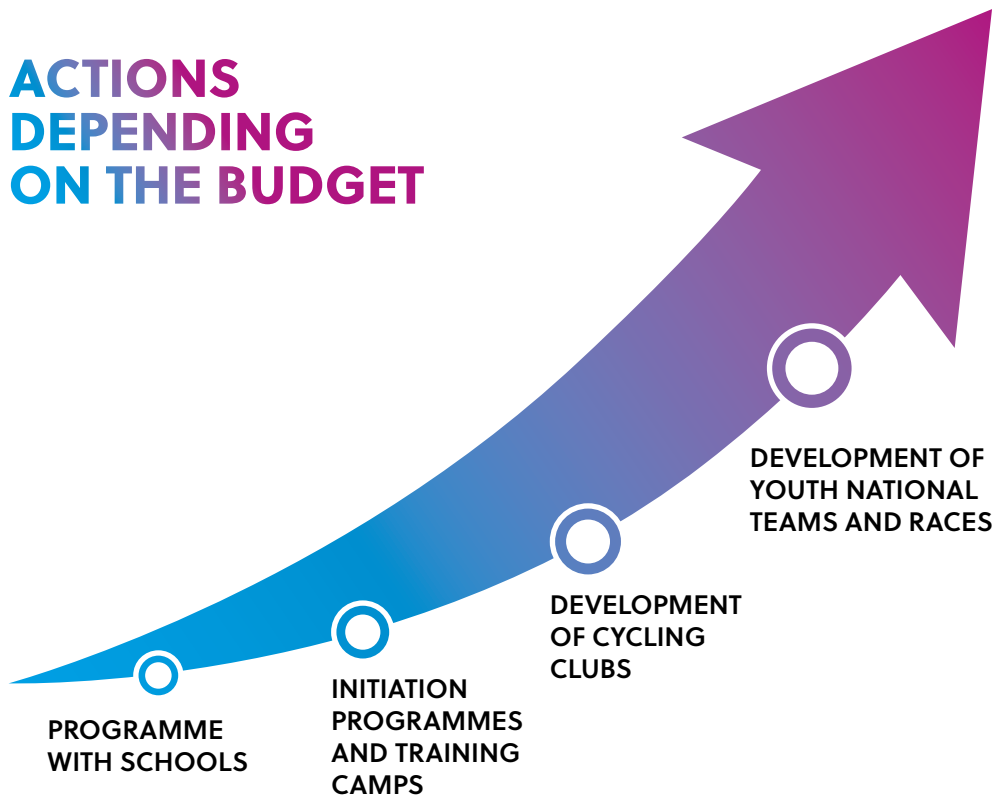 ACTIONS
DEPENDING
ON THE BUDGET
PROGRAMME
WITH SCHOOLS
INITIATION
PROGRAMMES
AND TRAINING
CAMPS
DEVELOPMENT
OF CYCLING
CLUBS
DEVELOPMENT OF
YOUTH NATIONAL
TEAMS AND RACES